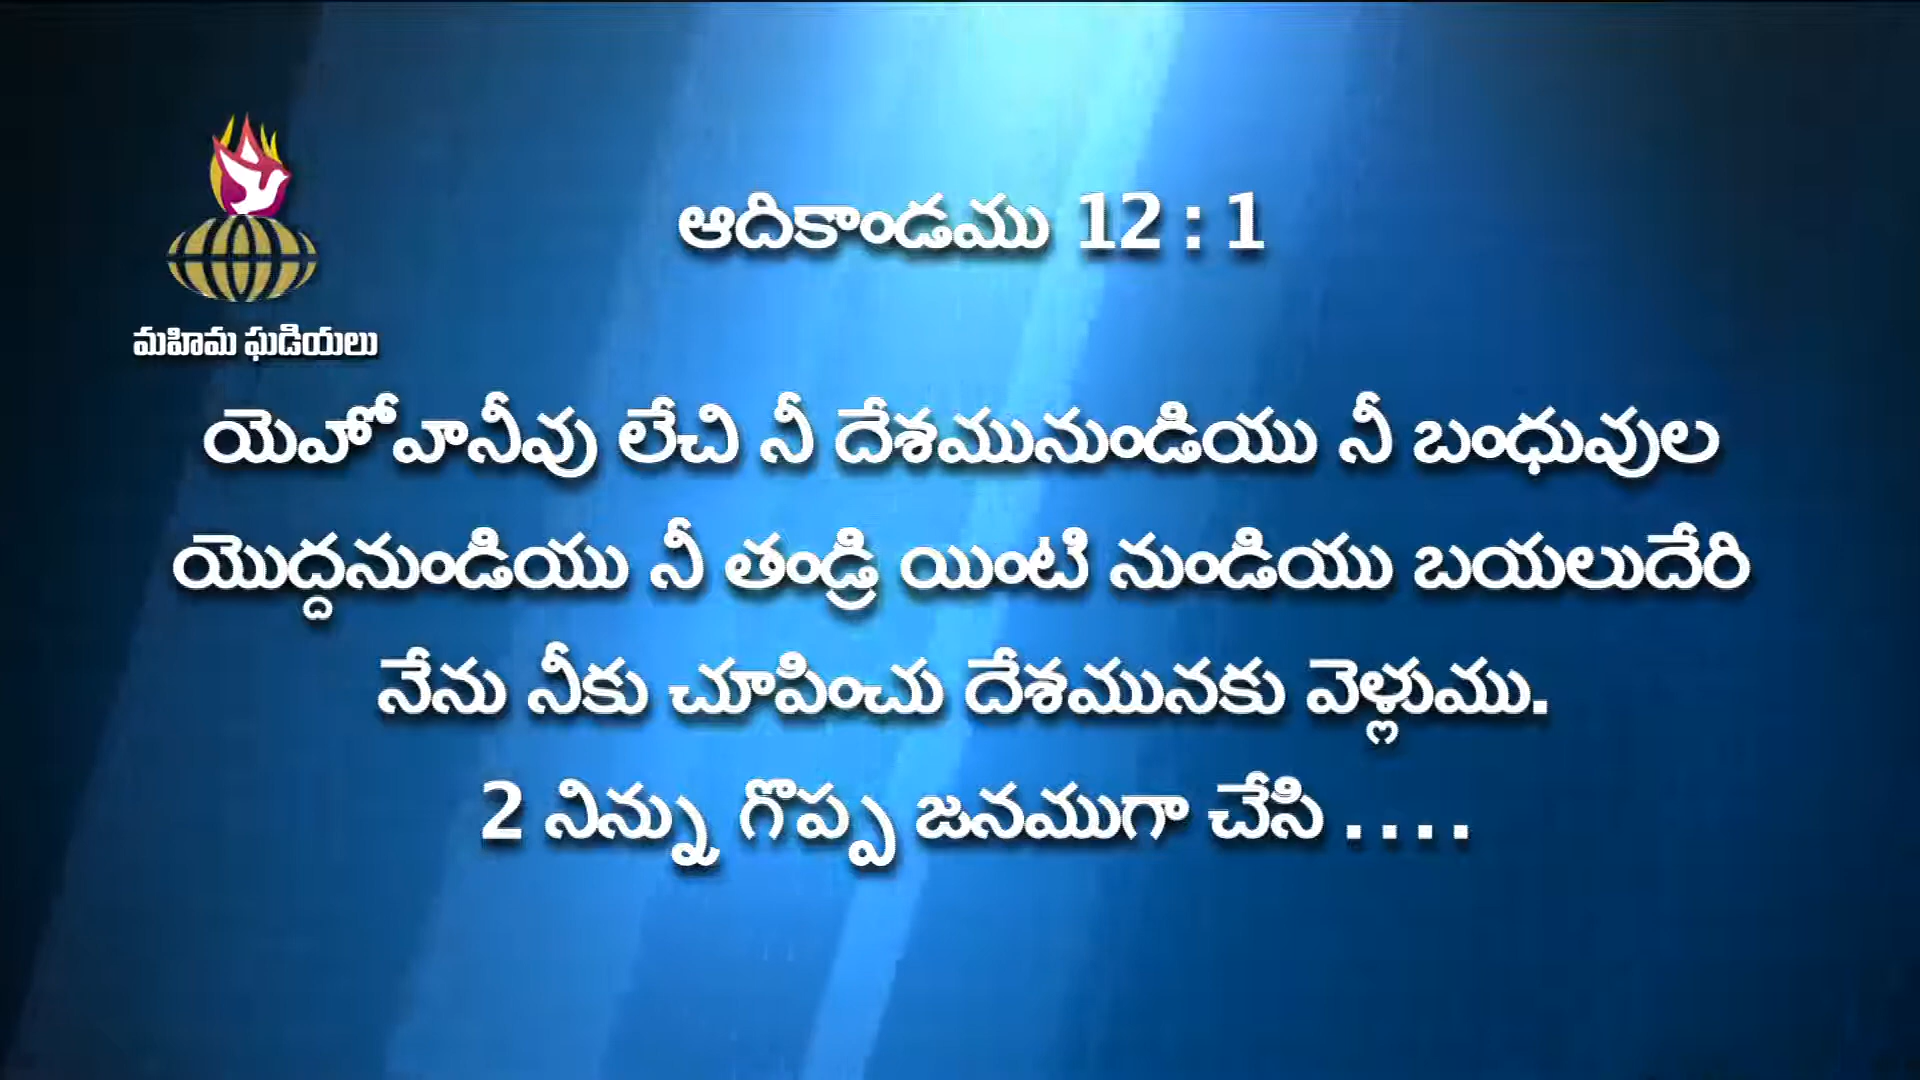 ఆదికాండము 12 : 1
మహిమ ఘడియలు
యెహోవానీవు లేచి నీ దేశమునుండియు నీ బంధువుల
యొద్దనుండియు నీ తండ్రి యింటి నుండియు బయలుదేరి
నేను నీకు చూపించు దేశమునకు వెళ్లుము.
2 నిన్ను గొప్ప జనముగా చేసి . . . .